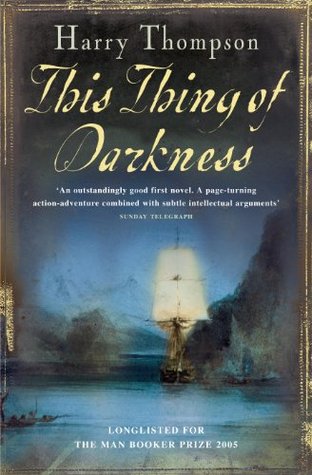 Harry Thompson
This Thing of
Darkness
‘An outstandingly good first novel. A page-turning
action-adventure combined with subtle intellectual arguments’
SUNDAY TELEGRAPH
LONGLISTED FOR
THE MAN BOOKER PRIZE 2005